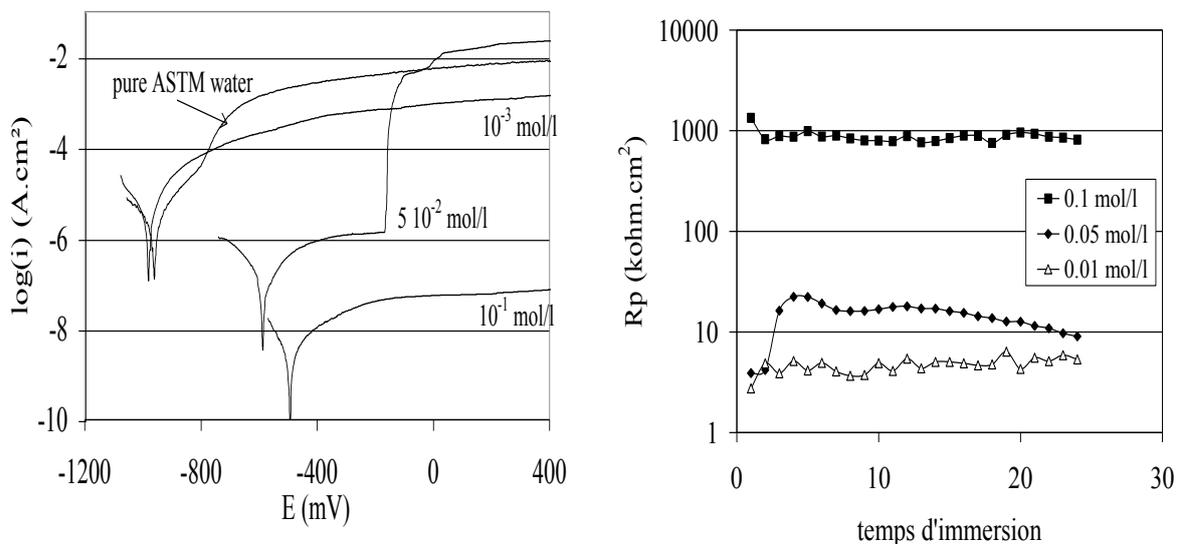 log(i) (A.cm²)
-2
-4
-6
-8
-10
pure ASTM water
10⁻³ mol/l
5 10⁻² mol/l
10⁻¹ mol/l
-1200 -800 -400 0 400
E (mV)
Rp (kohm.cm²)
10000
1000
100
10
1
0.1 mol/l
0.05 mol/l
0.01 mol/l
0 10 20 30
temps d'immersion